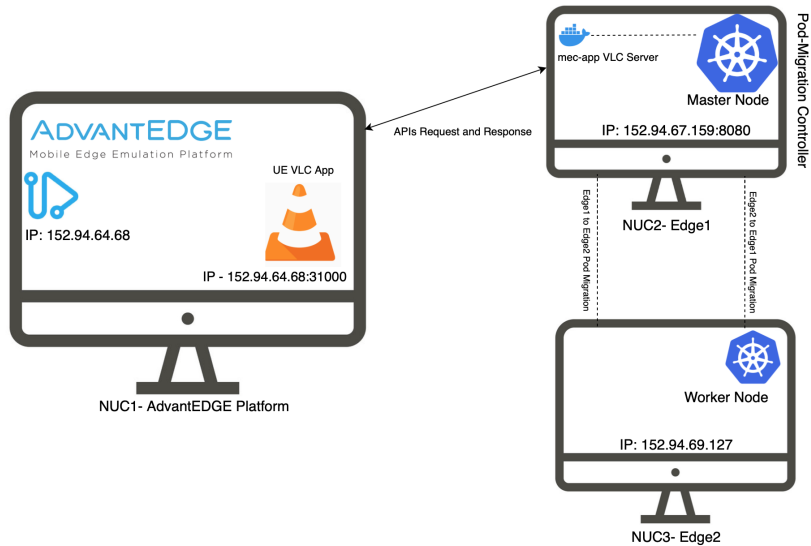 ADVANTEDGE
Mobile Edge Emulation Platform
UE VLC App
IP: 152.94.64.68
IP - 152.94.64.68:31000
NUC1- AdvantEDGE Platform
APIs Request and Response
mec-app VLC Server
Master Node
IP: 152.94.67.159:8080
Pod-Migration Controller
NUC2- Edge1
Edge1 to Edge2 Pod Migration
Edge2 to Edge1 Pod Migration
Worker Node
IP: 152.94.69.127
NUC3- Edge2